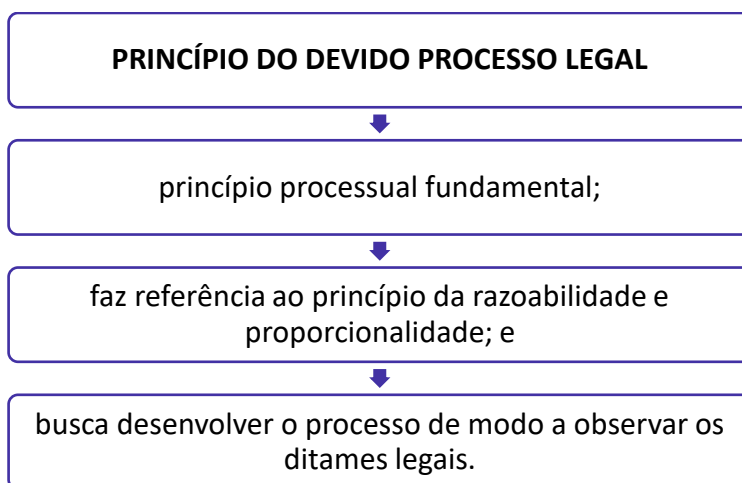 PRINCÍPIO DO DEVIDO PROCESSO LEGAL
princípio processual fundamental;
faz referência ao princípio da razoabilidade e
proporcionalidade; e
busca desenvolver o processo de modo a observar os
ditames legais.